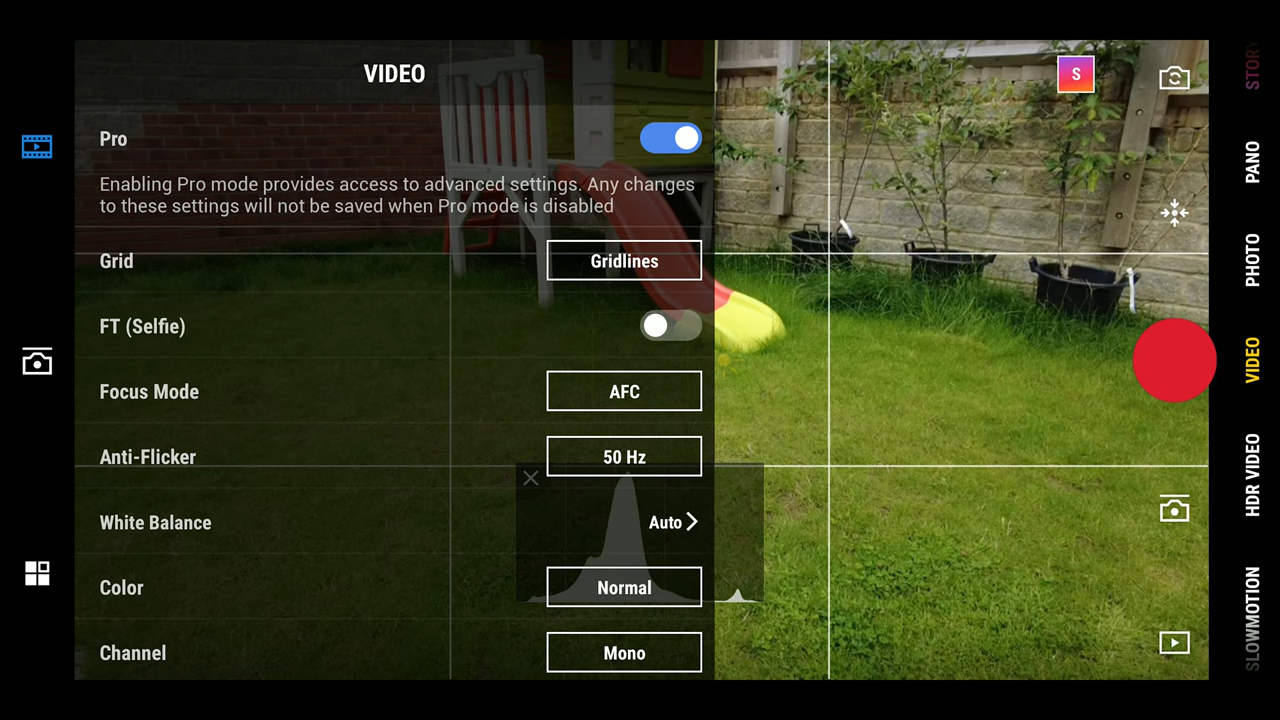 VIDEO
Pro
Enabling Pro mode provides access to advanced settings. Any changes
to these settings will not be saved when Pro mode is disabled
Grid
Gridlines
FT (Selfie)
Focus Mode
AFC
Anti-Flicker
50 Hz
White Balance
Auto
Color
Normal
Channel
Mono
S
STORY
PANO
PHOTO
VIDEO
HDR VIDEO
SLOWMOTION